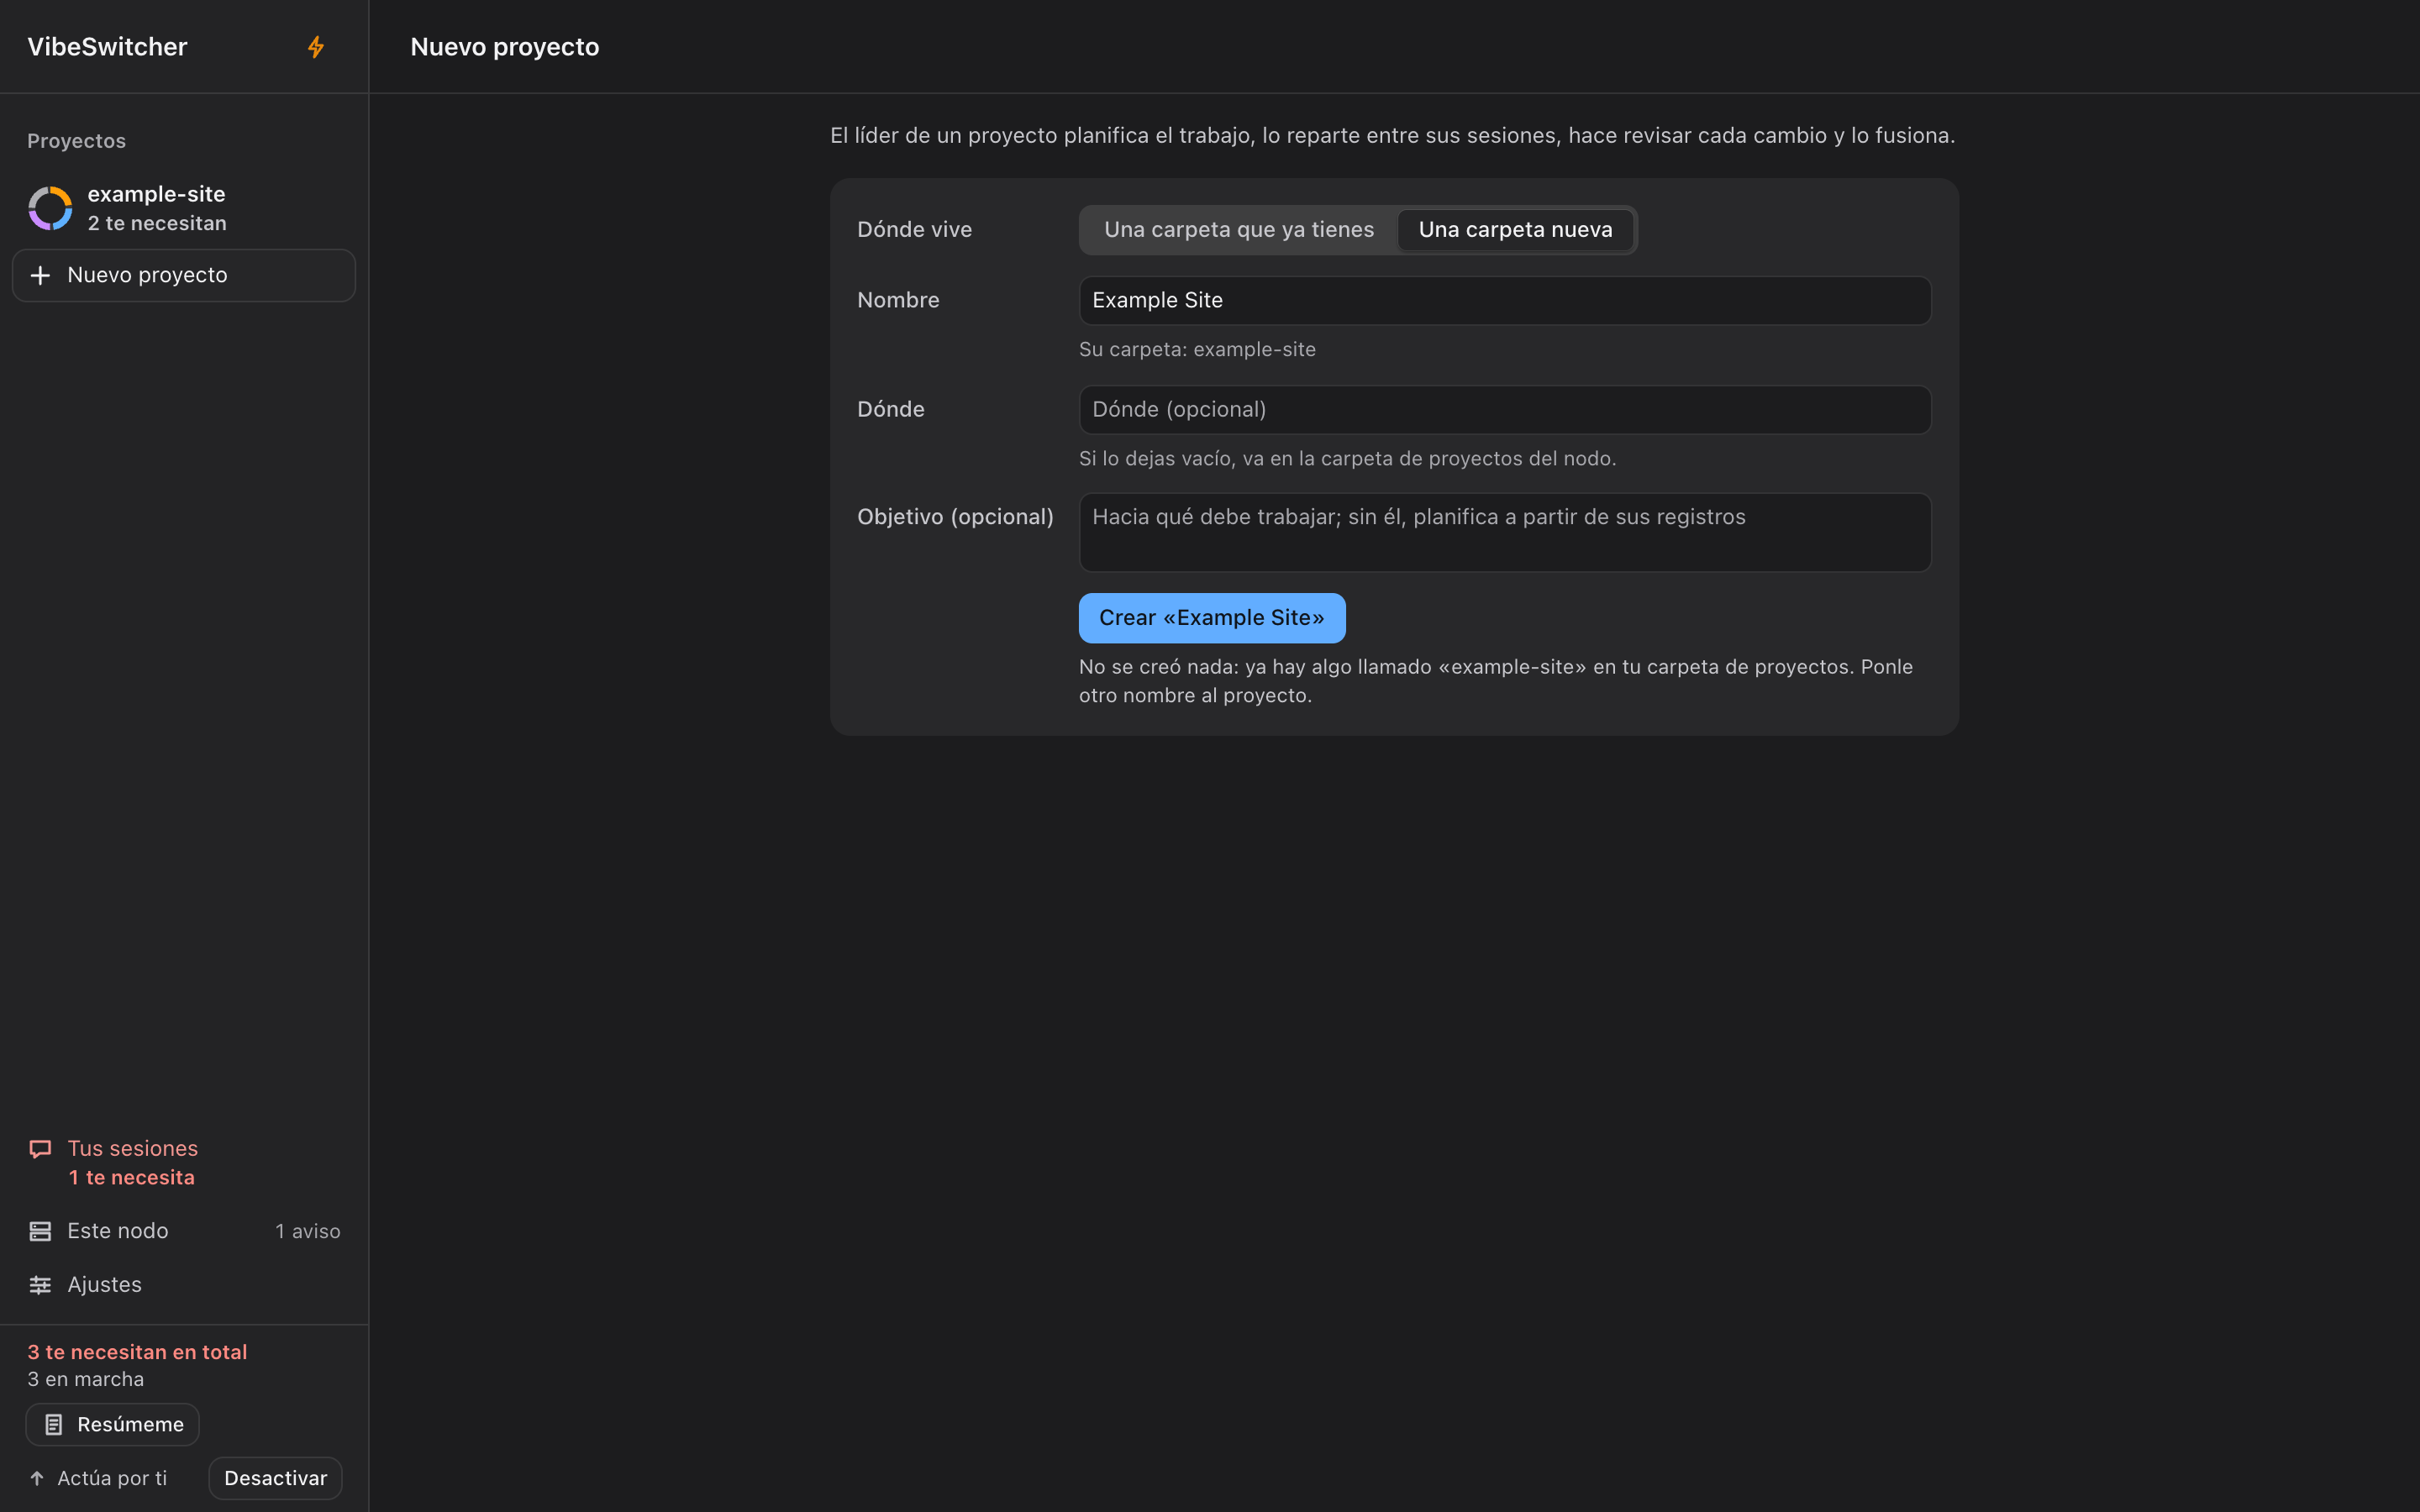 VibeSwitcher
Nuevo proyecto
Proyectos
example-site
2 te necesitan
Nuevo proyecto
El líder de un proyecto planifica el trabajo, lo reparte entre sus sesiones, hace revisar cada cambio y lo fusiona.
Dónde vive
Una carpeta que ya tienes
Una carpeta nueva
Nombre
Example Site
Su carpeta: example-site
Dónde
Dónde (opcional)
Si lo dejas vacío, va en la carpeta de proyectos del nodo.
Objetivo (opcional)
Hacia qué debe trabajar; sin él, planifica a partir de sus registros
Crear «Example Site»
No se creó nada: ya hay algo llamado «example-site» en tu carpeta de proyectos. Ponle
otro nombre al proyecto.
Tus sesiones
1 te necesita
Este nodo
1 aviso
Ajustes
3 te necesitan en total
3 en marcha
Resúmeme
Actúa por ti
Desactivar